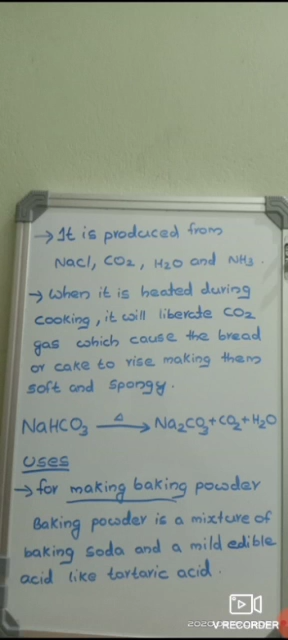 → It is produced from
NaCl, CO₂, H₂O and NH₃.
→ When it is heated during
cooking, it will liberate CO₂
gas which cause the bread
or cake to rise making them
soft and spongy.
NaHCO₃ —Δ→ Na₂CO₃+CO₂+H₂O
Uses
→ for making baking powder
Baking powder is a mixture of
baking soda and a mild edible
acid like tartaric acid.
V RECORDER